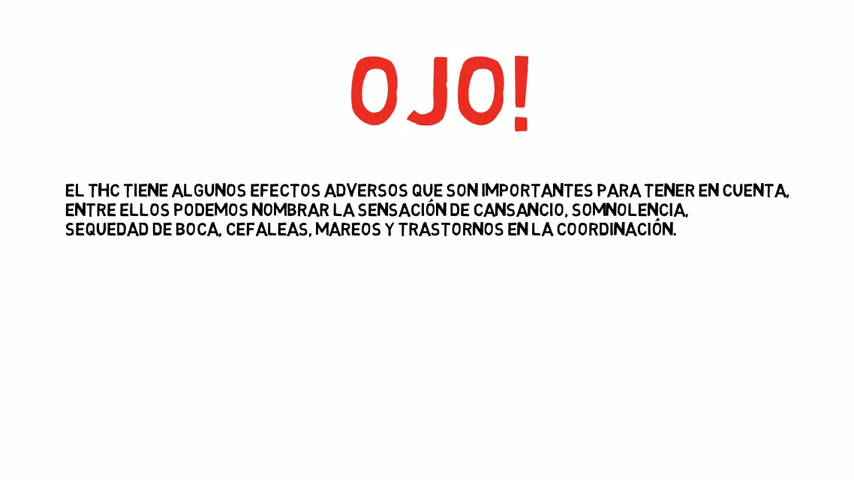 OJO!
EL THC TIENE ALGUNOS EFECTOS ADVERSOS QUE SON IMPORTANTES PARA TENER EN CUENTA,
ENTRE ELLOS PODEMOS NOMBRAR LA SENSACIÓN DE CANSANCIO, SOMNOLENCIA,
SEQUEDAD DE BOCA, CEFALEAS, MAREOS Y TRASTORNOS EN LA COORDINACIÓN.